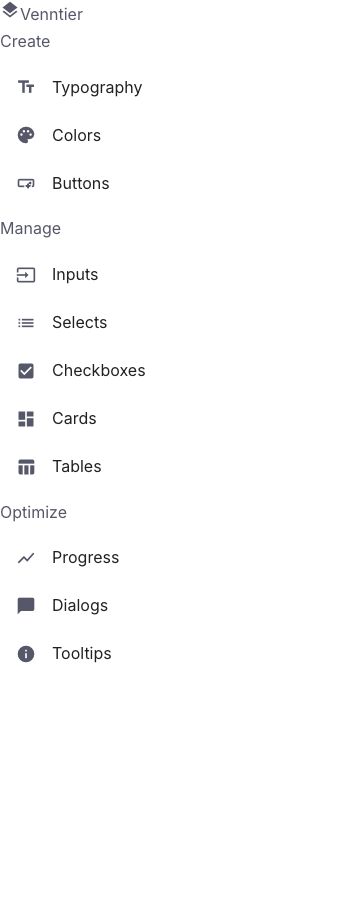 Venntier
Create
Typography
Colors
Buttons
Manage
Inputs
Selects
Checkboxes
Cards
Tables
Optimize
Progress
Dialogs
Tooltips